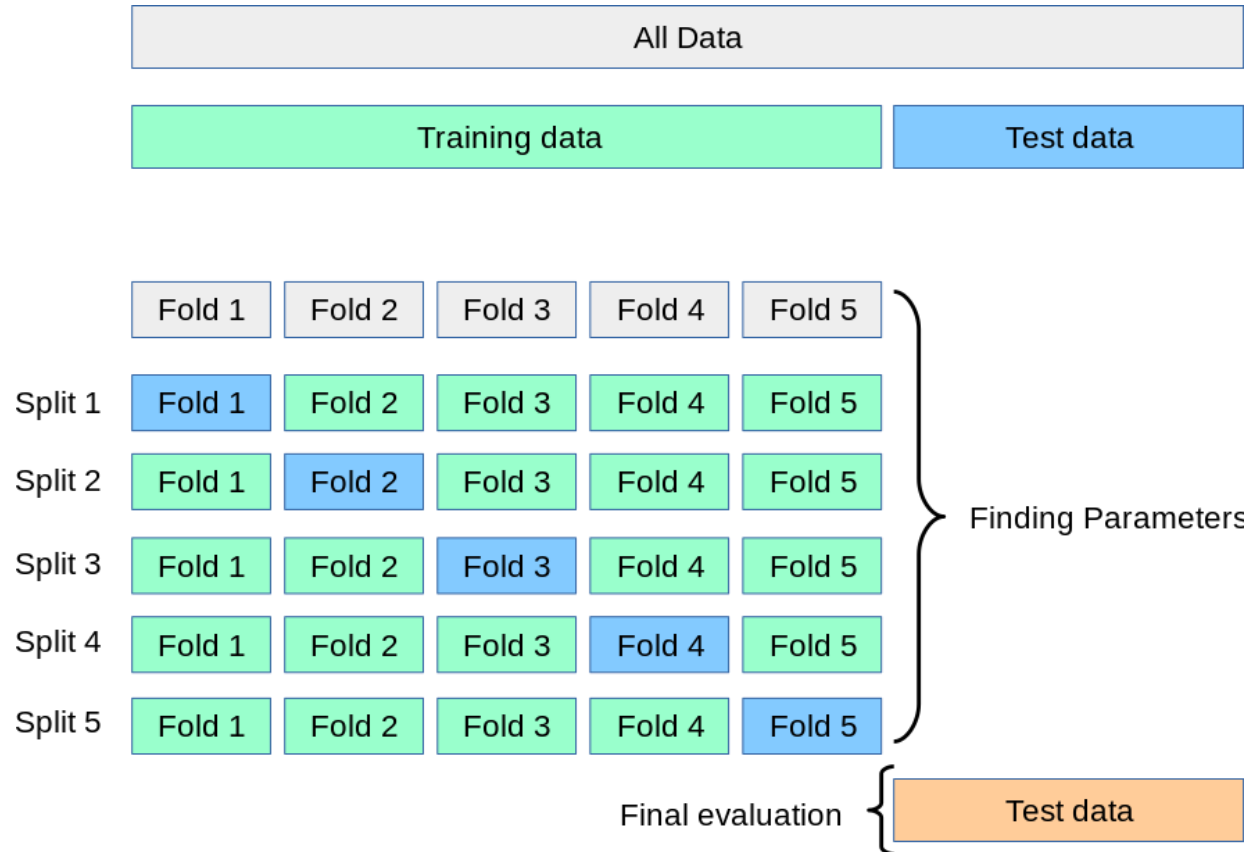 All Data
Training data Test data
Fold 1 Fold 2 Fold 3 Fold 4 Fold 5
Split 1 Fold 1 Fold 2 Fold 3 Fold 4 Fold 5
Split 2 Fold 1 Fold 2 Fold 3 Fold 4 Fold 5
Finding Parameters
Split 3 Fold 1 Fold 2 Fold 3 Fold 4 Fold 5
Split 4 Fold 1 Fold 2 Fold 3 Fold 4 Fold 5
Split 5 Fold 1 Fold 2 Fold 3 Fold 4 Fold 5
Final evaluation Test data